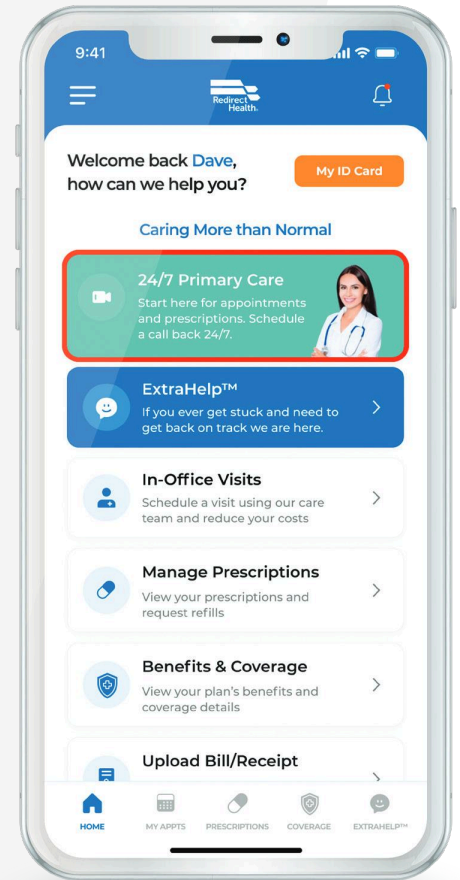 9:41
Redirect
Health.
Welcome back Dave,
how can we help you?
My ID Card
Caring More than Normal
24/7 Primary Care
Start here for appointments
and prescriptions. Schedule
a call back 24/7.
ExtraHelp™
If you ever get stuck and need to
get back on track we are here.
In-Office Visits
Schedule a visit using our care
team and reduce your costs
Manage Prescriptions
View your prescriptions and
request refills
Benefits & Coverage
View your plan's benefits and
coverage details
Upload Bill/Receipt
HOME
MY APPTS
PRESCRIPTIONS
COVERAGE
EXTRAHELP™